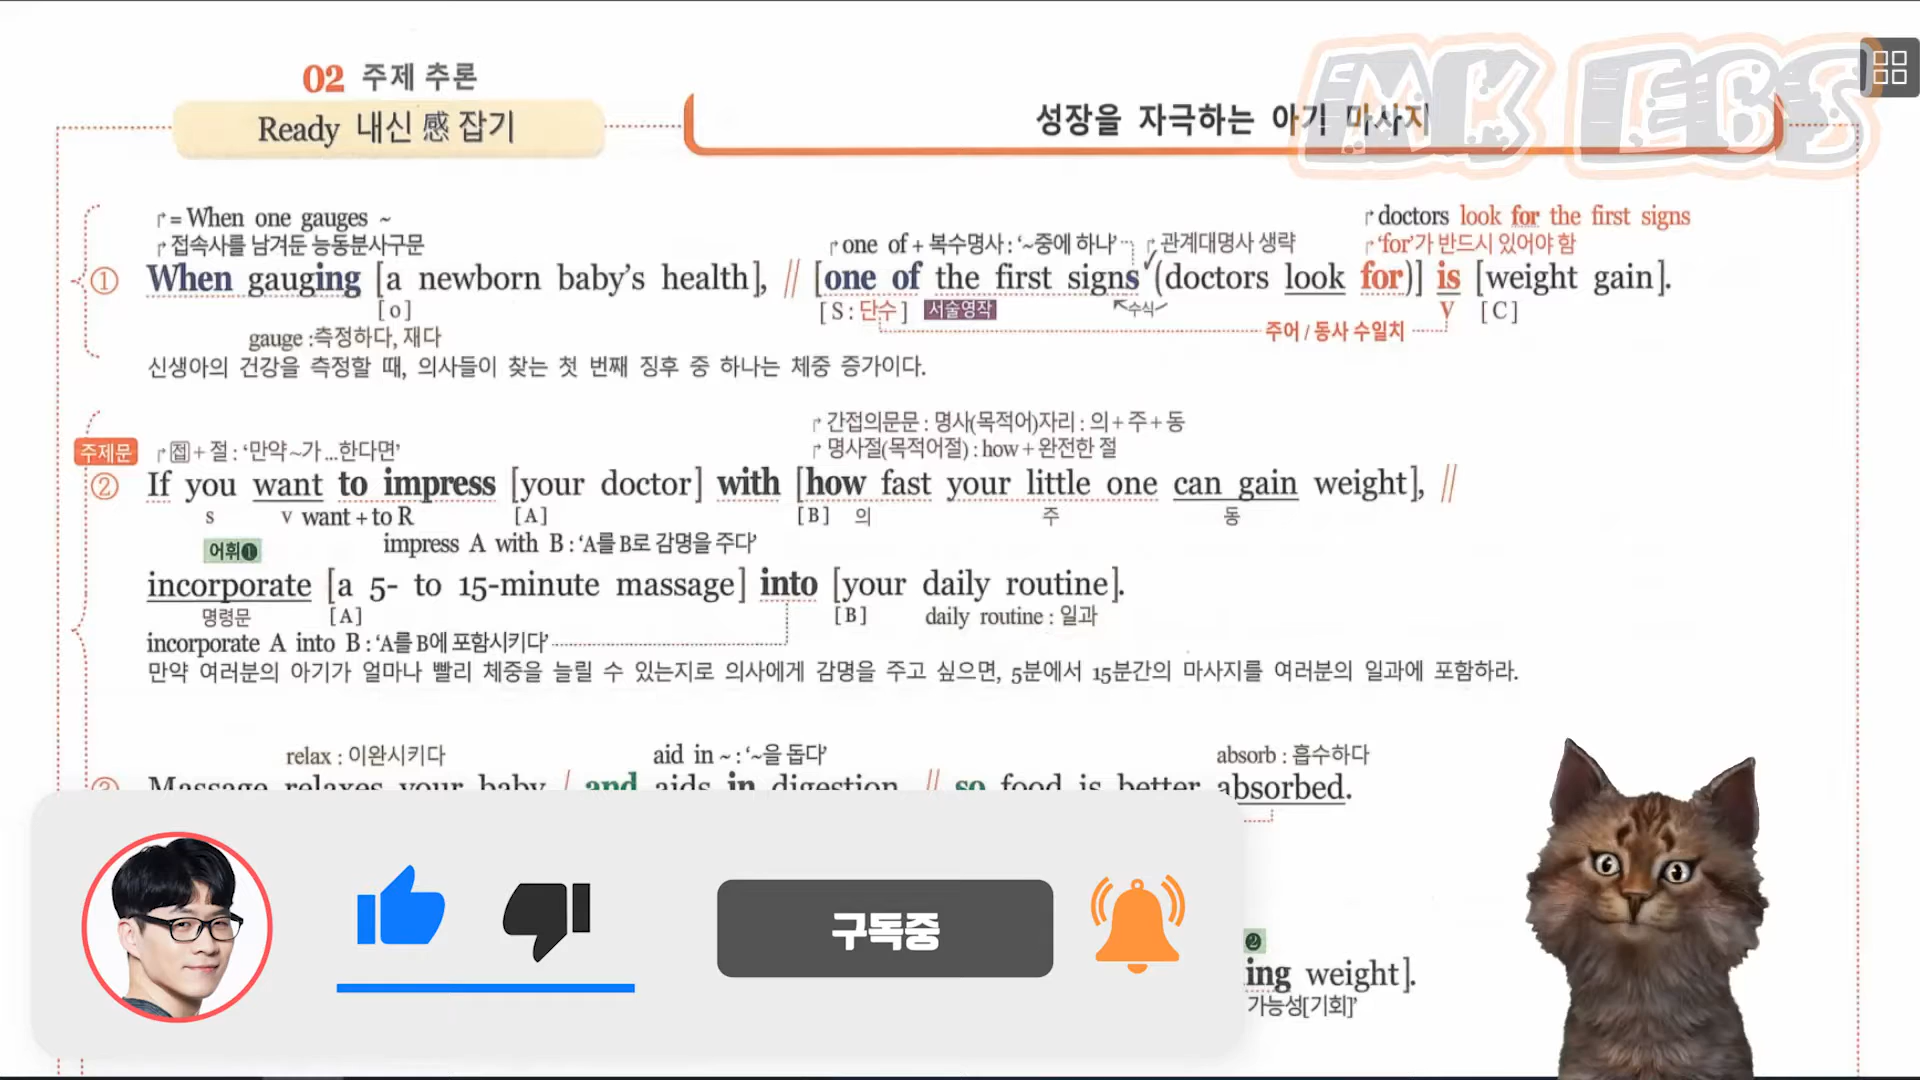 02 주제 추론
MK EBS
Ready 내신 感 잡기
성장을 자극하는 아기 마사지
= When one gauges ~
doctors look for the first signs
접속사를 남겨둔 능동분사구문
one of + 복수명사 : ‘~중에 하나’
관계대명사 생략
‘for’가 반드시 있어야 함
① When gauging [a newborn baby’s health], // [one of the first signs (doctors look for)] is [weight gain].
[ o ]
[ S : 단수 ] 서술영작
수식
V [ C ]
gauge : 측정하다, 재다
주어 / 동사 수일치
신생아의 건강을 측정할 때, 의사들이 찾는 첫 번째 징후 중 하나는 체중 증가이다.
간접의문문 : 명사(목적어)자리 : 의 + 주 + 동
주제문
접 + 절 : ‘만약 ~가 ...한다면’
명사절(목적어절) : how + 완전한 절
② If you want to impress [your doctor] with [how fast your little one can gain weight], //
s v want + to R [ A ] [ B ] 의 주 동
어휘❶
impress A with B : ‘A를 B로 감명을 주다’
incorporate [a 5- to 15-minute massage] into [your daily routine].
명령문 [ A ] [ B ] daily routine : 일과
incorporate A into B : ‘A를 B에 포함시키다’
만약 여러분의 아기가 얼마나 빨리 체중을 늘릴 수 있는지로 의사에게 감명을 주고 싶으면, 5분에서 15분간의 마사지를 여러분의 일과에 포함하라.
relax : 이완시키다
aid in ~ : ‘~을 돕다’
absorb : 흡수하다
③ Massage relaxes your baby / and aids in digestion, // so food is better absorbed.
구독중
❷
ing weight].
가능성[기회]’